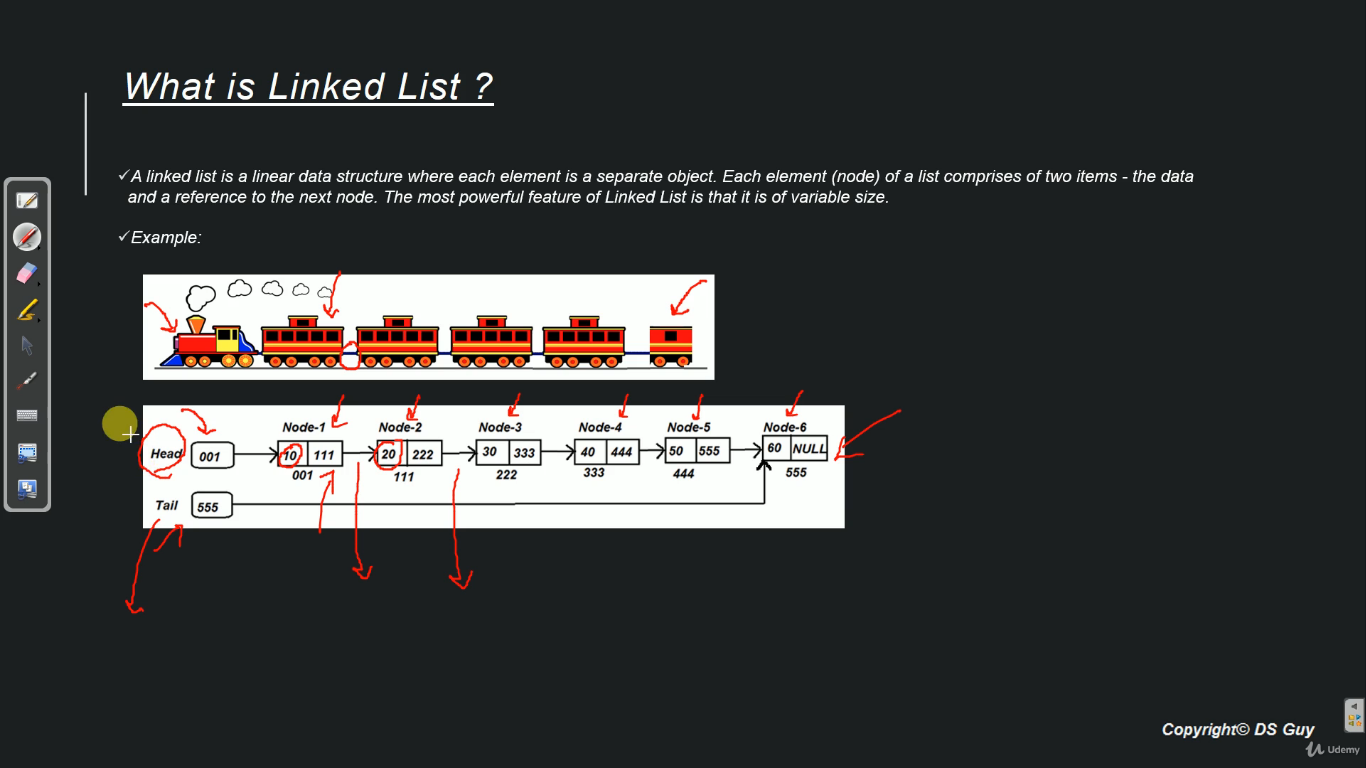 What is Linked List ?
✓A linked list is a linear data structure where each element is a separate object. Each element (node) of a list comprises of two items - the data
and a reference to the next node. The most powerful feature of Linked List is that it is of variable size.
✓Example:
Node-1 Node-2 Node-3 Node-4 Node-5 Node-6
Head 001 10 111 20 222 30 333 40 444 50 555 60 NULL
001 111 222 333 444 555
Tail 555
Copyright© DS Guy
Udemy